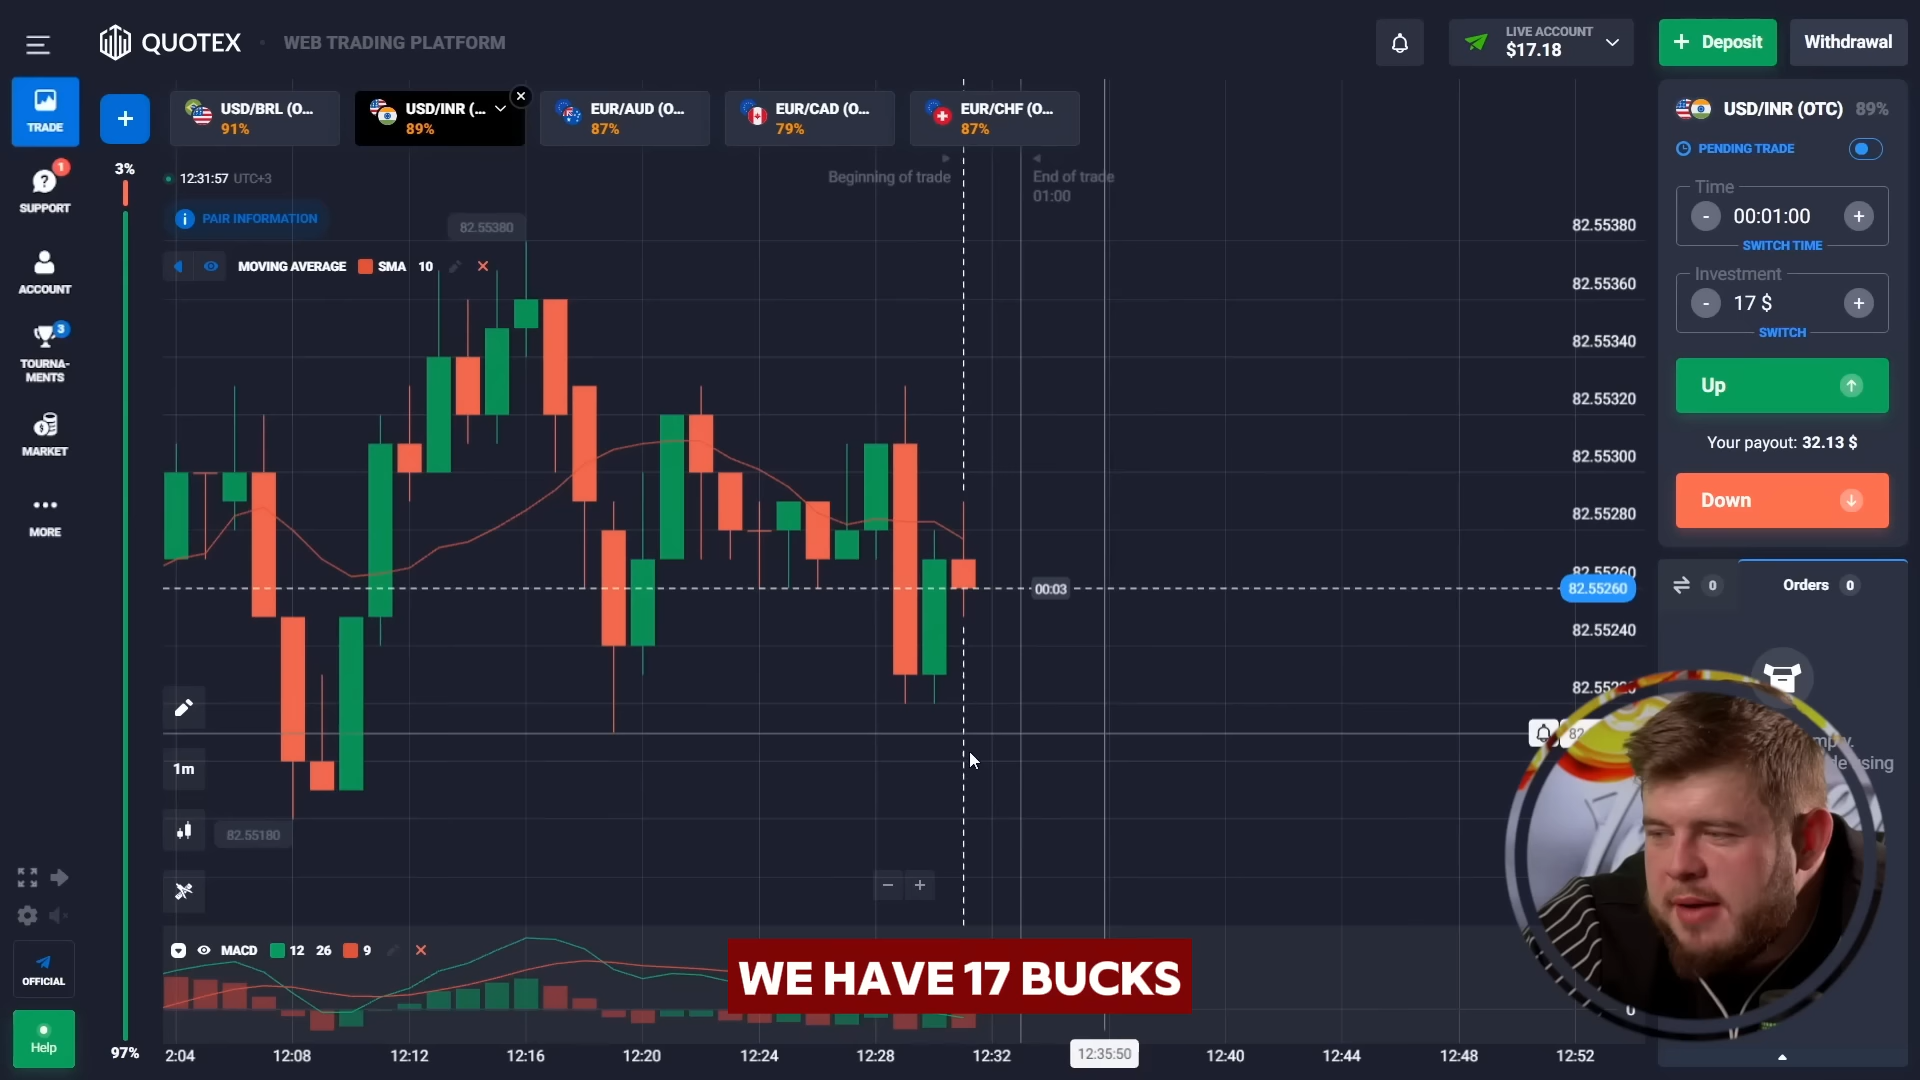 QUOTEX
WEB TRADING PLATFORM
LIVE ACCOUNT
$17.18
+ Deposit
Withdrawal
TRADE
SUPPORT
1
ACCOUNT
3
TOURNA-
MENTS
MARKET
MORE
OFFICIAL
Help
+
3%
97%
USD/BRL (O...
91%
USD/INR (...
89%
EUR/AUD (O...
87%
EUR/CAD (O...
79%
EUR/CHF (O...
87%
12:31:57 UTC+3
PAIR INFORMATION
Beginning of trade
End of trade
01:00
82.55380
MOVING AVERAGE SMA 10
82.55180
00:03
1m
MACD 12 26 9
82.55380
82.55360
82.55340
82.55320
82.55300
82.55280
82.55260
82.55260
82.55240
82.55220
0
2:04
12:08
12:12
12:16
12:20
12:24
12:28
12:32
12:35:50
12:40
12:44
12:48
12:52
USD/INR (OTC) 89%
PENDING TRADE
Time
- 00:01:00 +
SWITCH TIME
Investment
- 17 $ +
SWITCH
Up
Your payout: 32.13 $
Down
0
Orders 0
WE HAVE 17 BUCKS